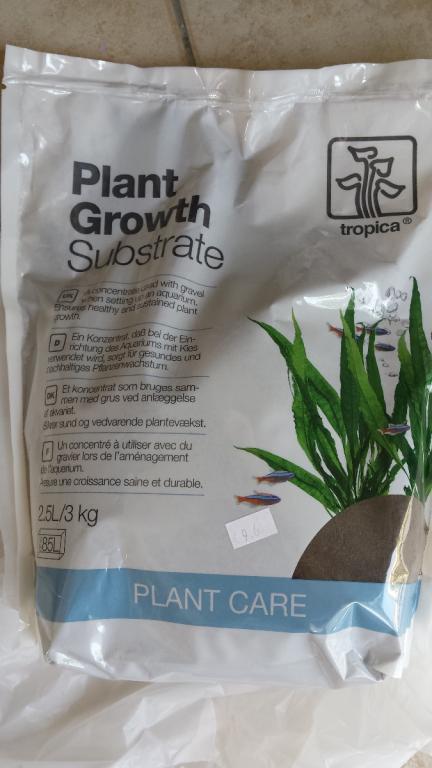 Plant
Growth
Substrate
tropica®
A concentrate used with gravel
when setting up an aquarium.
Ensures healthy and sustained plant
growth.
D
Ein Konzentrat, daß bei der Ein-
richtung des Aquariums mit Kies
verwendet wird, sorgt für gesundes und
nachhaltiges Pflanzenwachstum.
DK
Et koncentrat som bruges sam-
men med grus ved anlæggelse
af akvariet.
Sikrer sund og vedvarende plantevækst.
F
Un concentré à utiliser avec du
gravier lors de l'aménagement
de l'aquarium.
Assure une croissance saine et durable.
2.5L/3 kg
85L
PLANT CARE